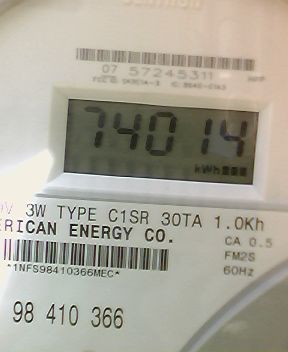 07 57245311
74014
kWh
3W TYPE C1SR 30TA 1.0Kh
ERICAN ENERGY CO.
CA 0.5
FM2S
60Hz
*1NFS98410366MEC*
98 410 366